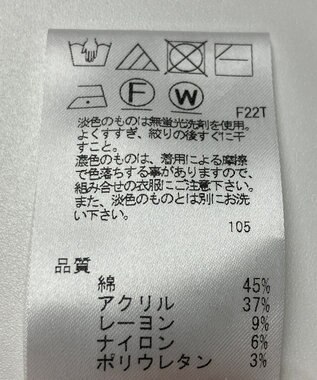 F W
F22T
淡色のものは無蛍光洗剤を使用。
よくすすぎ、絞りの後すぐに干
すこと。
濃色のものは、着用による摩擦
で色落ちする事がありますので、
組み合せの衣服にご注意下さい。
また、淡色のものとは別にお洗
い下さい。
105
品質
綿 45%
アクリル 37%
レーヨン 9%
ナイロン 6%
ポリウレタン 3%